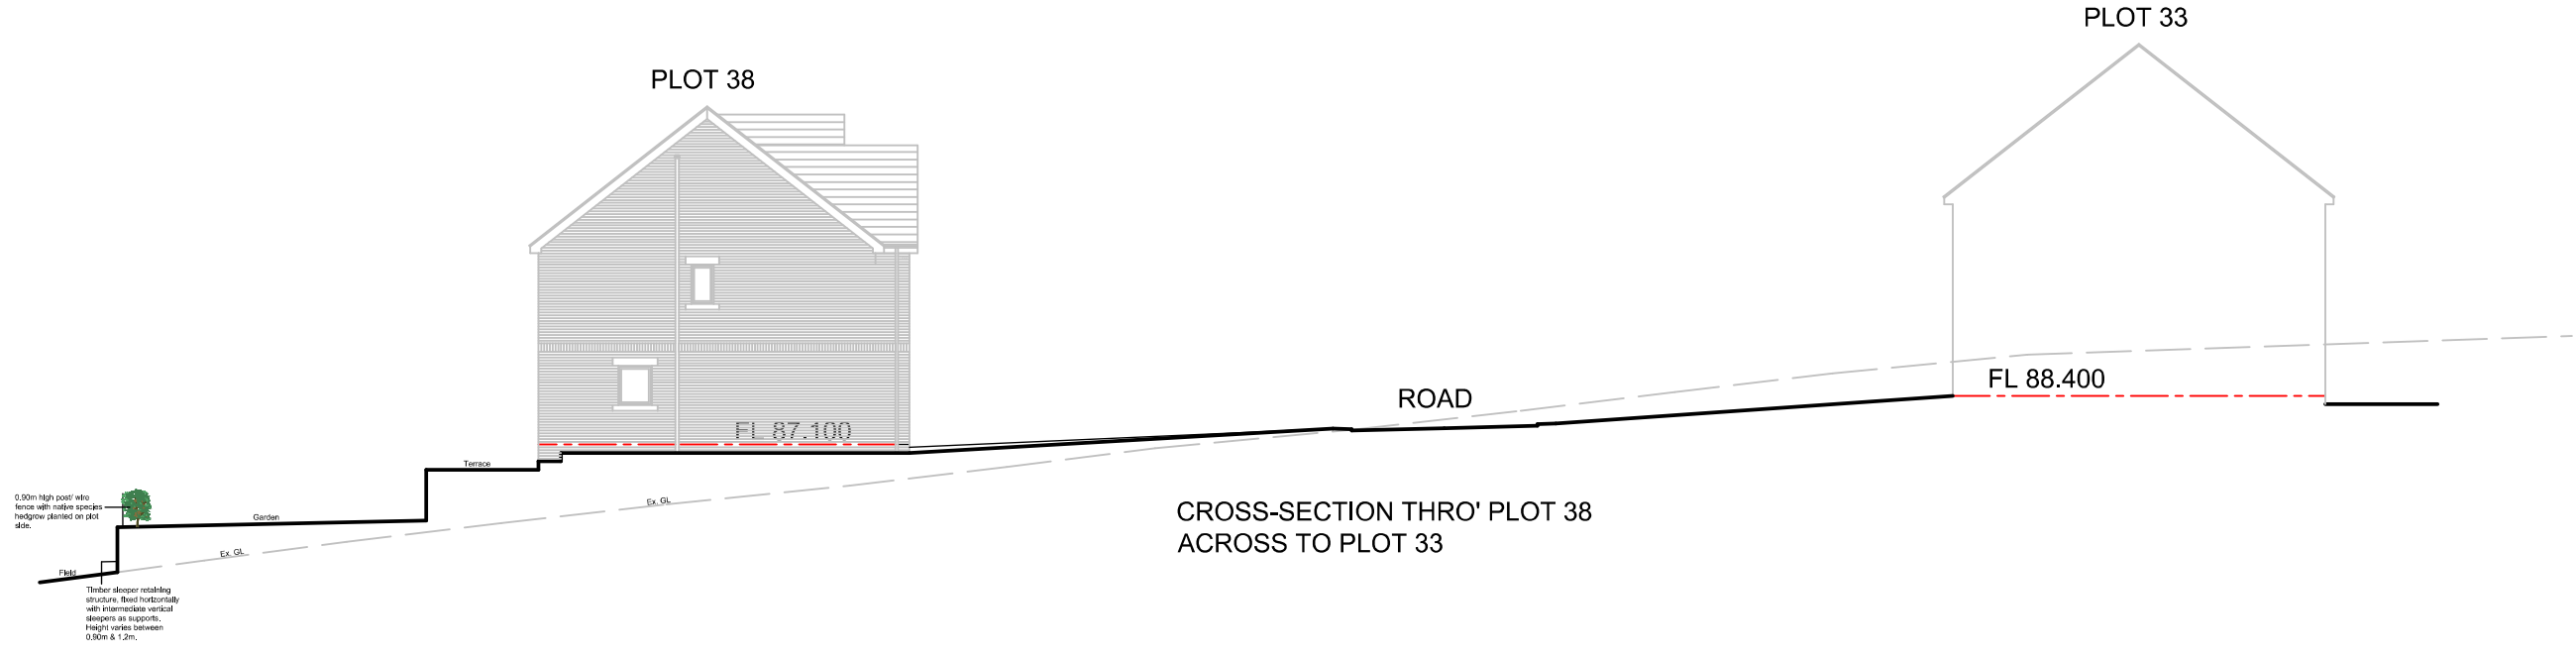 PLOT 33
PLOT 38
FL 88.400
ROAD
FL 87.100
Terrace
0.90m high post/ wire
fence with native species
hedgrow planted on plot
side.
Garden
Ex. GL
Ex. GL
Field
CROSS-SECTION THRO' PLOT 38
ACROSS TO PLOT 33
Timber sleeper retaining
structure, fixed horizontally
with intermediate vertical
sleepers as supports.
Height varies between
0.90m & 1.2m.